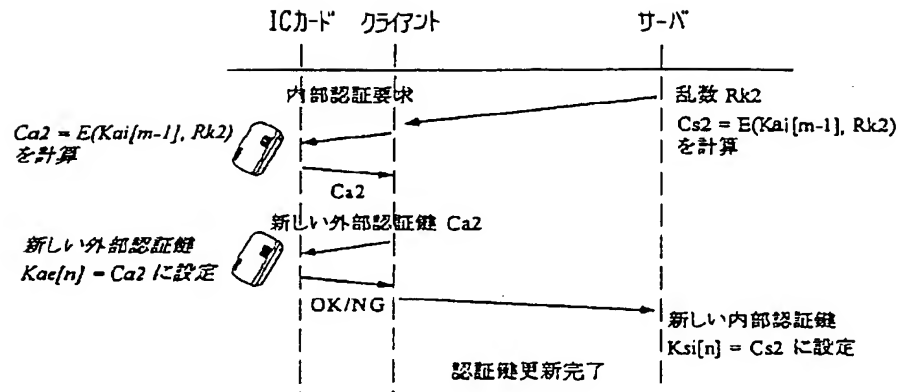 ICカード クライアント サーバ
内部認証要求
乱数 Rk2
Cs2 = E(Kai[m-1], Rk2)
を計算
Ca2 = E(Kai[m-1], Rk2)
を計算
Ca2
新しい外部認証鍵 Ca2
新しい外部認証鍵
Kae[n] = Ca2 に設定
OK/NG
新しい内部認証鍵
Ksi[n] = Cs2 に設定
認証鍵更新完了